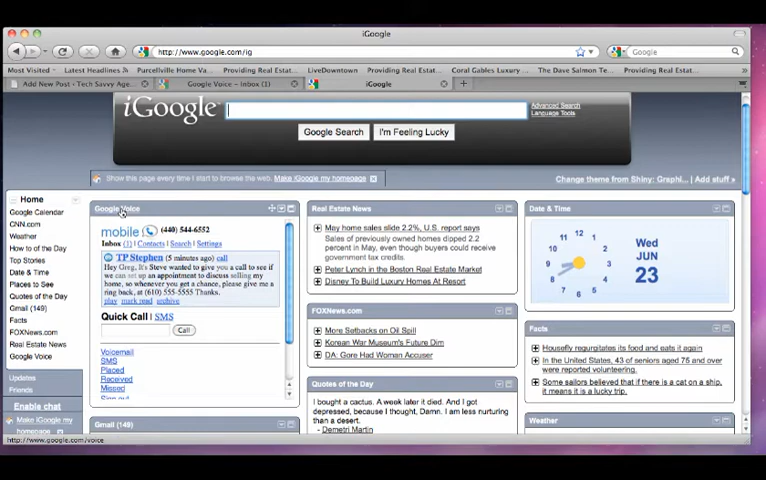 iGoogle
http://www.google.com/ig
Google
Most Visited
Latest Headlines
Parcellville Home Va...
Providing Real Estat...
LiveDowntown
Providing Real Estat...
Coral Gables Luxury ...
The Dave Salmon Te...
Providing Real Estat...
Add New Post ‹ Tech Savvy Age...
Google Voice - Inbox (1)
iGoogle
iGoogle
Advanced Search
Language Tools
Google Search
I'm Feeling Lucky
Show this page every time I start to browse the web. Make iGoogle my homepage
Change theme from Shiny: Graphi... | Add stuff »
Home
Google Calendar
CNN.com
Weather
How to of the Day
Top Stories
Date & Time
Places to See
Quotes of the Day
Gmail (149)
Facts
FOXNews.com
Real Estate News
Google Voice
Updates
Friends
Enable chat
Make iGoogle my
homepage
Google Voice
mobile (440) 544-6552
Inbox (1) | Contacts | Search | Settings
TP Stephen (5 minutes ago) call
Hey Greg, It's Steve wanted to give you a call to see if
we can set up an appointment to discuss selling my
home, so whenever you get a chance, please give me a
ring back, at (610) 555-5555 Thanks.
play mark read archive
Quick Call | SMS
Call
Voicemail
SMS
Placed
Received
Missed
Gmail (149)
Real Estate News
May home sales slide 2.2%, U.S. report says
Sales of previously owned homes dipped 2.2
percent in May, even though buyers could receive
government tax credits.
Peter Lynch in the Boston Real Estate Market
Disney To Build Luxury Homes At Resort
FOXNews.com
More Setbacks on Oil Spill
Korean War Museum's Future Dim
DA: Gore Had Woman Accuser
Quotes of the Day
I bought a cactus. A week later it died. And I got
depressed, because I thought, Damn. I am less nurturing
than a desert.
- Demetri Martin
Date & Time
12
11 1
10 2
9 3
8 4
7 5
6
Wed
JUN
23
Facts
Housefly regurgitates its food and eats it again
In the United States, 43 of seniors aged 75 and over
were reported volunteering.
Some sailors believed that if there is a cat on a ship,
it means it is a lucky trip.
Weather
http://www.google.com/voice